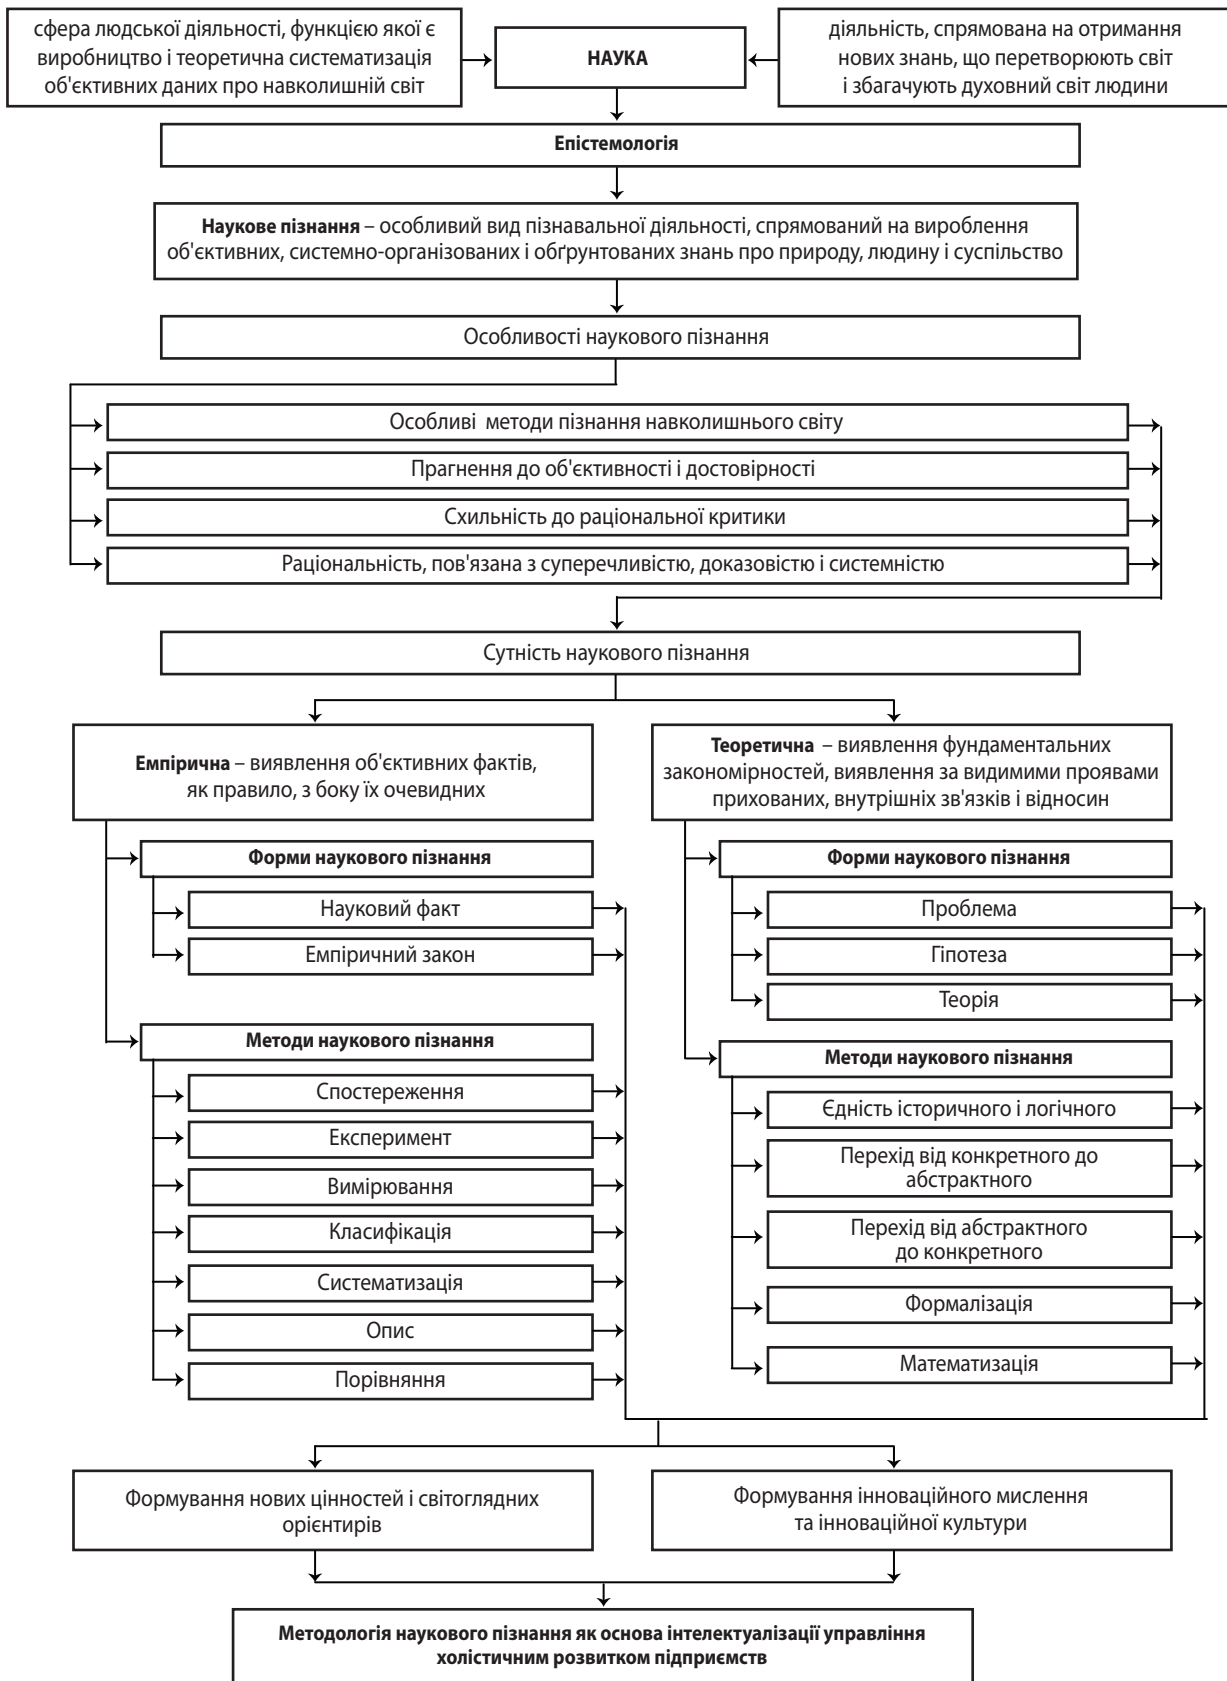 сфера людської діяльності, функцією якої є
виробництво і теоретична систематизація
об'єктивних даних про навколишній світ
НАУКА
діяльність, спрямована на отримання
нових знань, що перетворюють світ
і збагачують духовний світ людини
Епістемологія
Наукове пізнання – особливий вид пізнавальної діяльності, спрямований на вироблення
об'єктивних, системно-організованих і обґрунтованих знань про природу, людину і суспільство
Особливості наукового пізнання
Особливі методи пізнання навколишнього світу
Прагнення до об'єктивності і достовірності
Схильність до раціональної критики
Раціональність, пов'язана з суперечливістю, доказовістю і системністю
Сутність наукового пізнання
Емпірична – виявлення об'єктивних фактів,
як правило, з боку їх очевидних
Форми наукового пізнання
Науковий факт
Емпіричний закон
Методи наукового пізнання
Спостереження
Експеримент
Вимірювання
Класифікація
Систематизація
Опис
Порівняння
Теоретична – виявлення фундаментальних
закономірностей, виявлення за видимими проявами
прихованих, внутрішніх зв'язків і відносин
Форми наукового пізнання
Проблема
Гіпотеза
Теорія
Методи наукового пізнання
Єдність історичного і логічного
Перехід від конкретного до
абстрактного
Перехід від абстрактного
до конкретного
Формалізація
Математизація
Формування нових цінностей і світоглядних
орієнтирів
Формування інноваційного мислення
та інноваційної культури
Методологія наукового пізнання як основа інтелектуалізації управління
холістичним розвитком підприємств